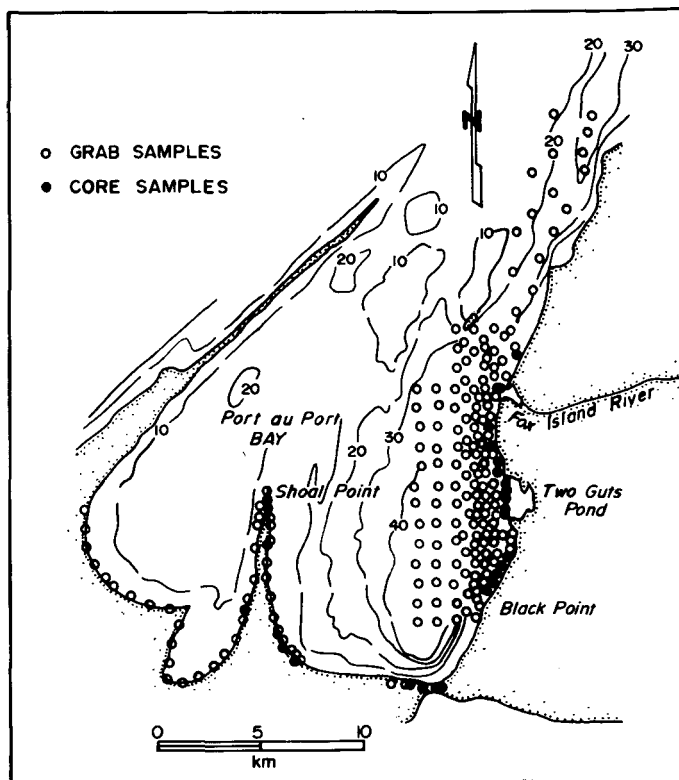 20
30
20
N
GRAB SAMPLES
CORE SAMPLES
10
10
10
20
10
20
10
Port au Port
BAY
30
20
Fox Island River
Shoal Point
Two Guts
Pond
40
Black Point
0 5 10
km